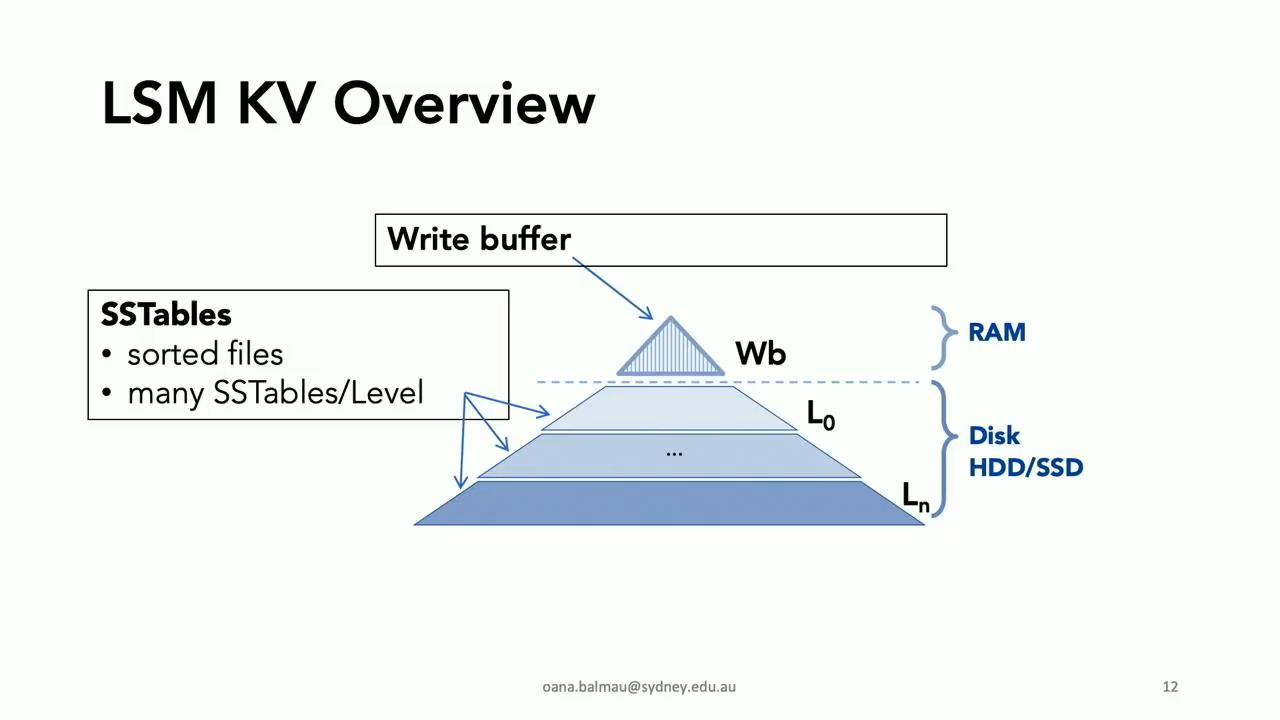 LSM KV Overview
Write buffer
SSTables
• sorted files
• many SSTables/Level
Wb
RAM
L0
...
Disk
HDD/SSD
Ln
oana.balmau@sydney.edu.au
12